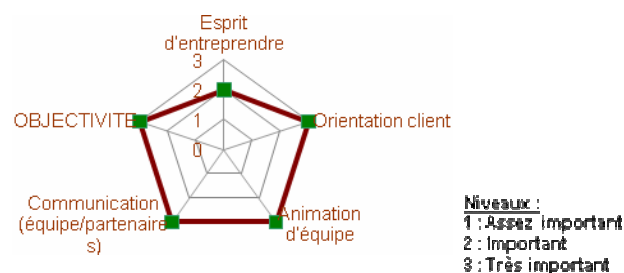 Esprit
d'entreprendre
3
2
1
0
OBJECTIVITE
Orientation client
Communication
(équipe/partenaire
s)
Animation
d'équipe
Niveaux :
1 : Assez important
2 : Important
3 : Très important